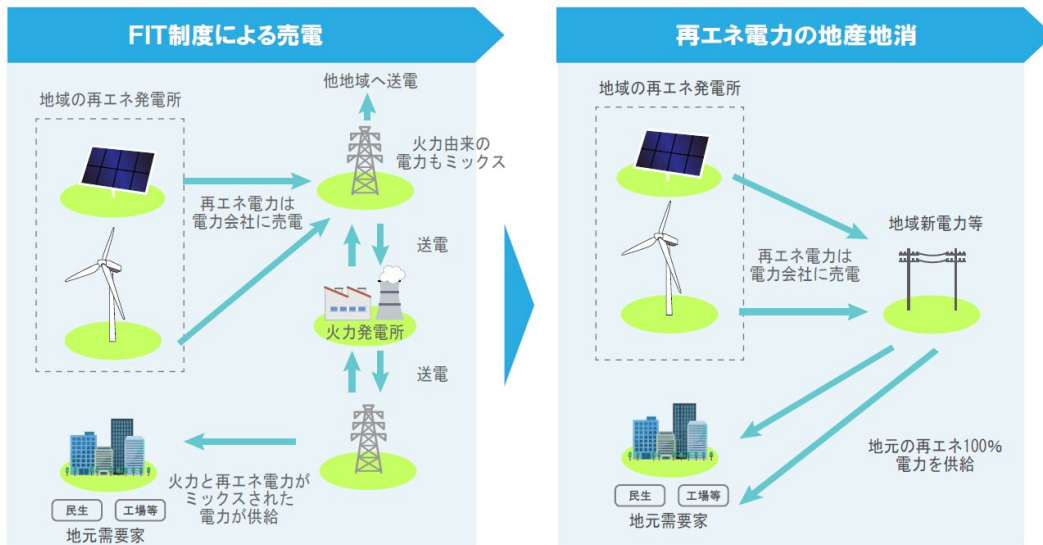 FIT制度による売電
地域の再エネ発電所
他地域へ送電
火力由来の
電力もミックス
再エネ電力は
電力会社に売電
送電
火力発電所
送電
火力と再エネ電力が
ミックスされた
電力が供給
民生
工場等
地元需要家
再エネ電力の地産地消
地域の再エネ発電所
地域新電力等
再エネ電力は
電力会社に売電
地元の再エネ100%
電力を供給
民生
工場等
地元需要家